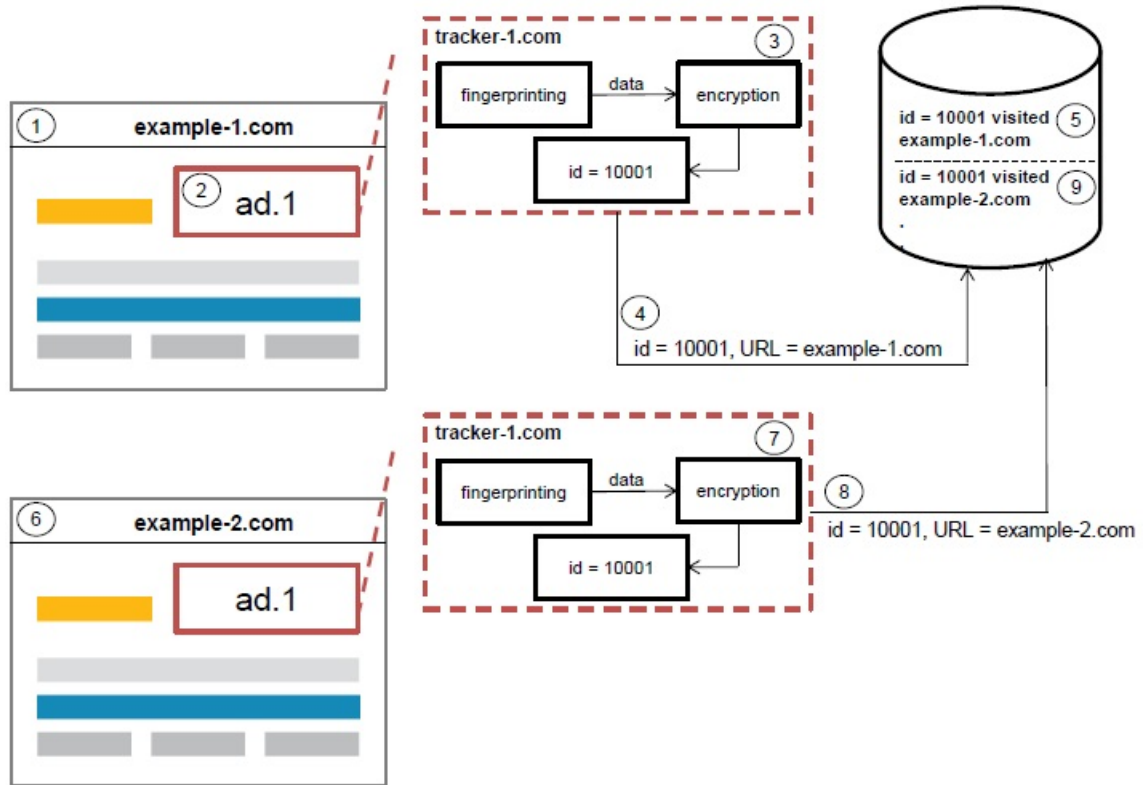 1
example-1.com
2
ad.1
tracker-1.com
3
fingerprinting
data
encryption
id = 10001
4
id = 10001, URL = example-1.com
id = 10001 visited
example-1.com
5
id = 10001 visited
example-2.com
9
.
.
6
example-2.com
ad.1
tracker-1.com
7
fingerprinting
data
encryption
id = 10001
8
id = 10001, URL = example-2.com